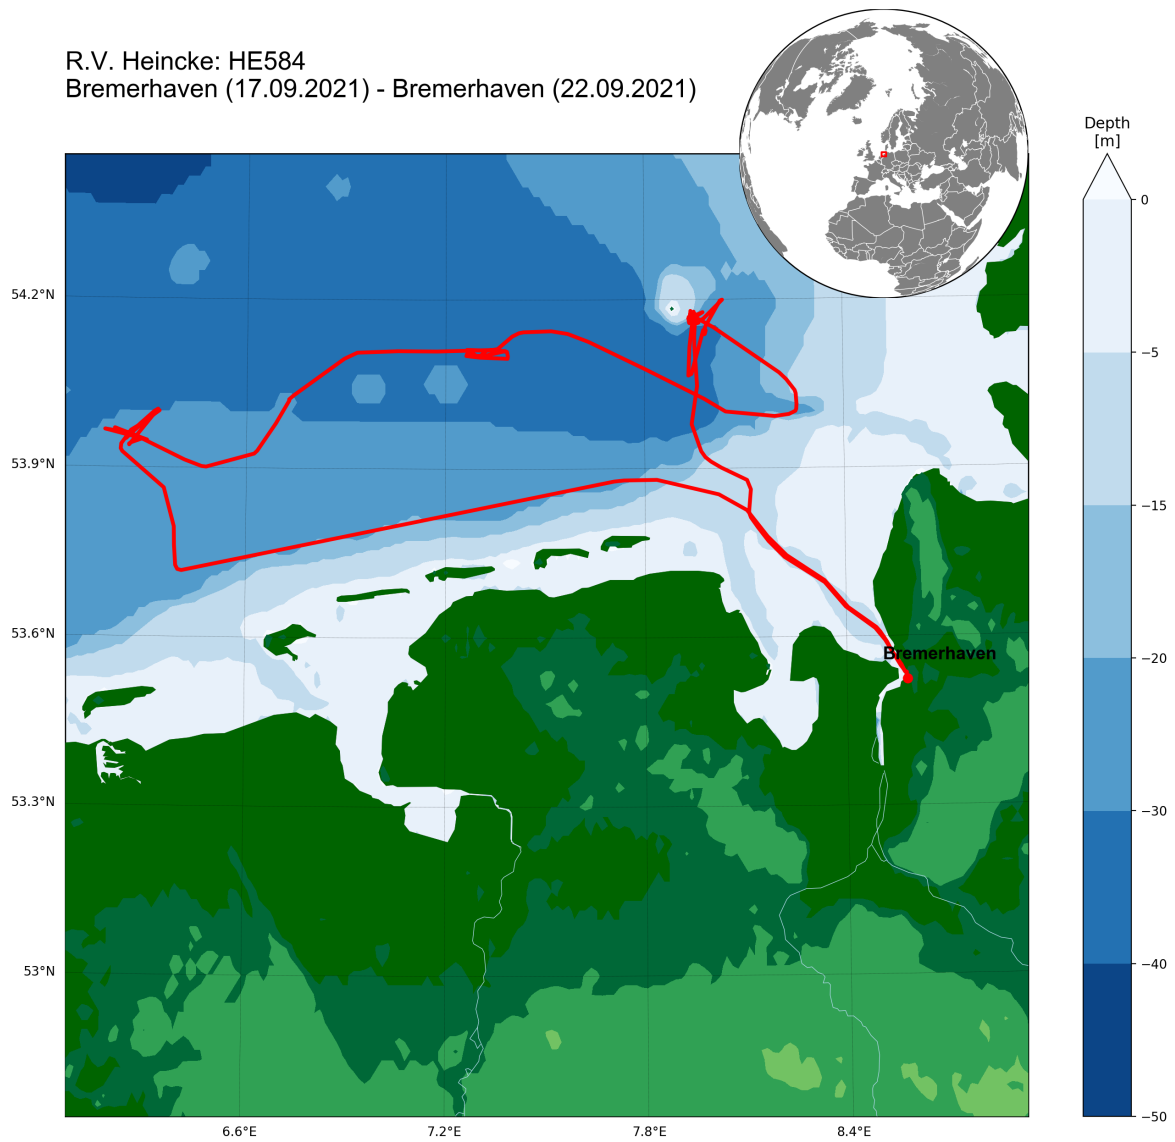 R.V. Heincke: HE584
Bremerhaven (17.09.2021) - Bremerhaven (22.09.2021)
Depth
[m]
0
−5
−15
−20
−30
−40
−50
54.2°N
53.9°N
53.6°N
53.3°N
53°N
Bremerhaven
6.6°E
7.2°E
7.8°E
8.4°E